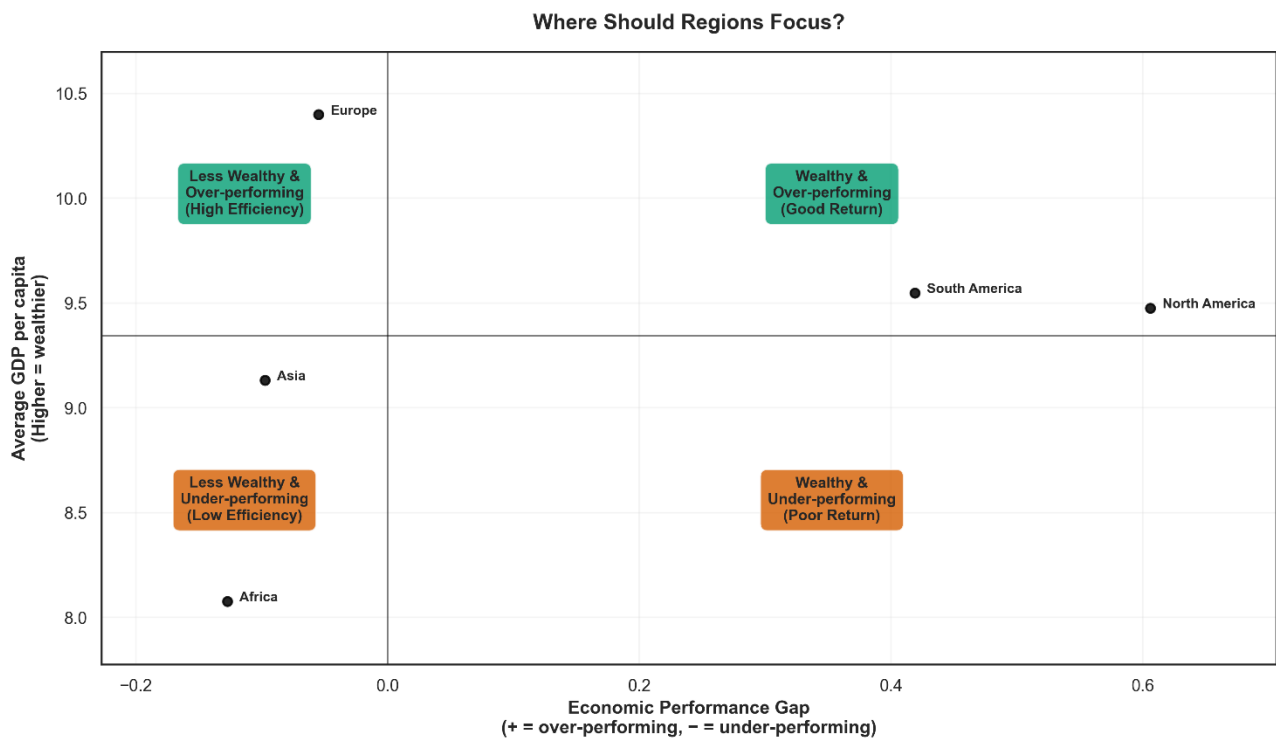 Where Should Regions Focus?
Average GDP per capita
(Higher = wealthier)
10.5
10.0
9.5
9.0
8.5
8.0
Europe
Less Wealthy &
Over-performing
(High Efficiency)
Wealthy &
Over-performing
(Good Return)
South America
North America
Asia
Less Wealthy &
Under-performing
(Low Efficiency)
Wealthy &
Under-performing
(Poor Return)
Africa
−0.2
0.0
0.2
0.4
0.6
Economic Performance Gap
(+ = over-performing, − = under-performing)